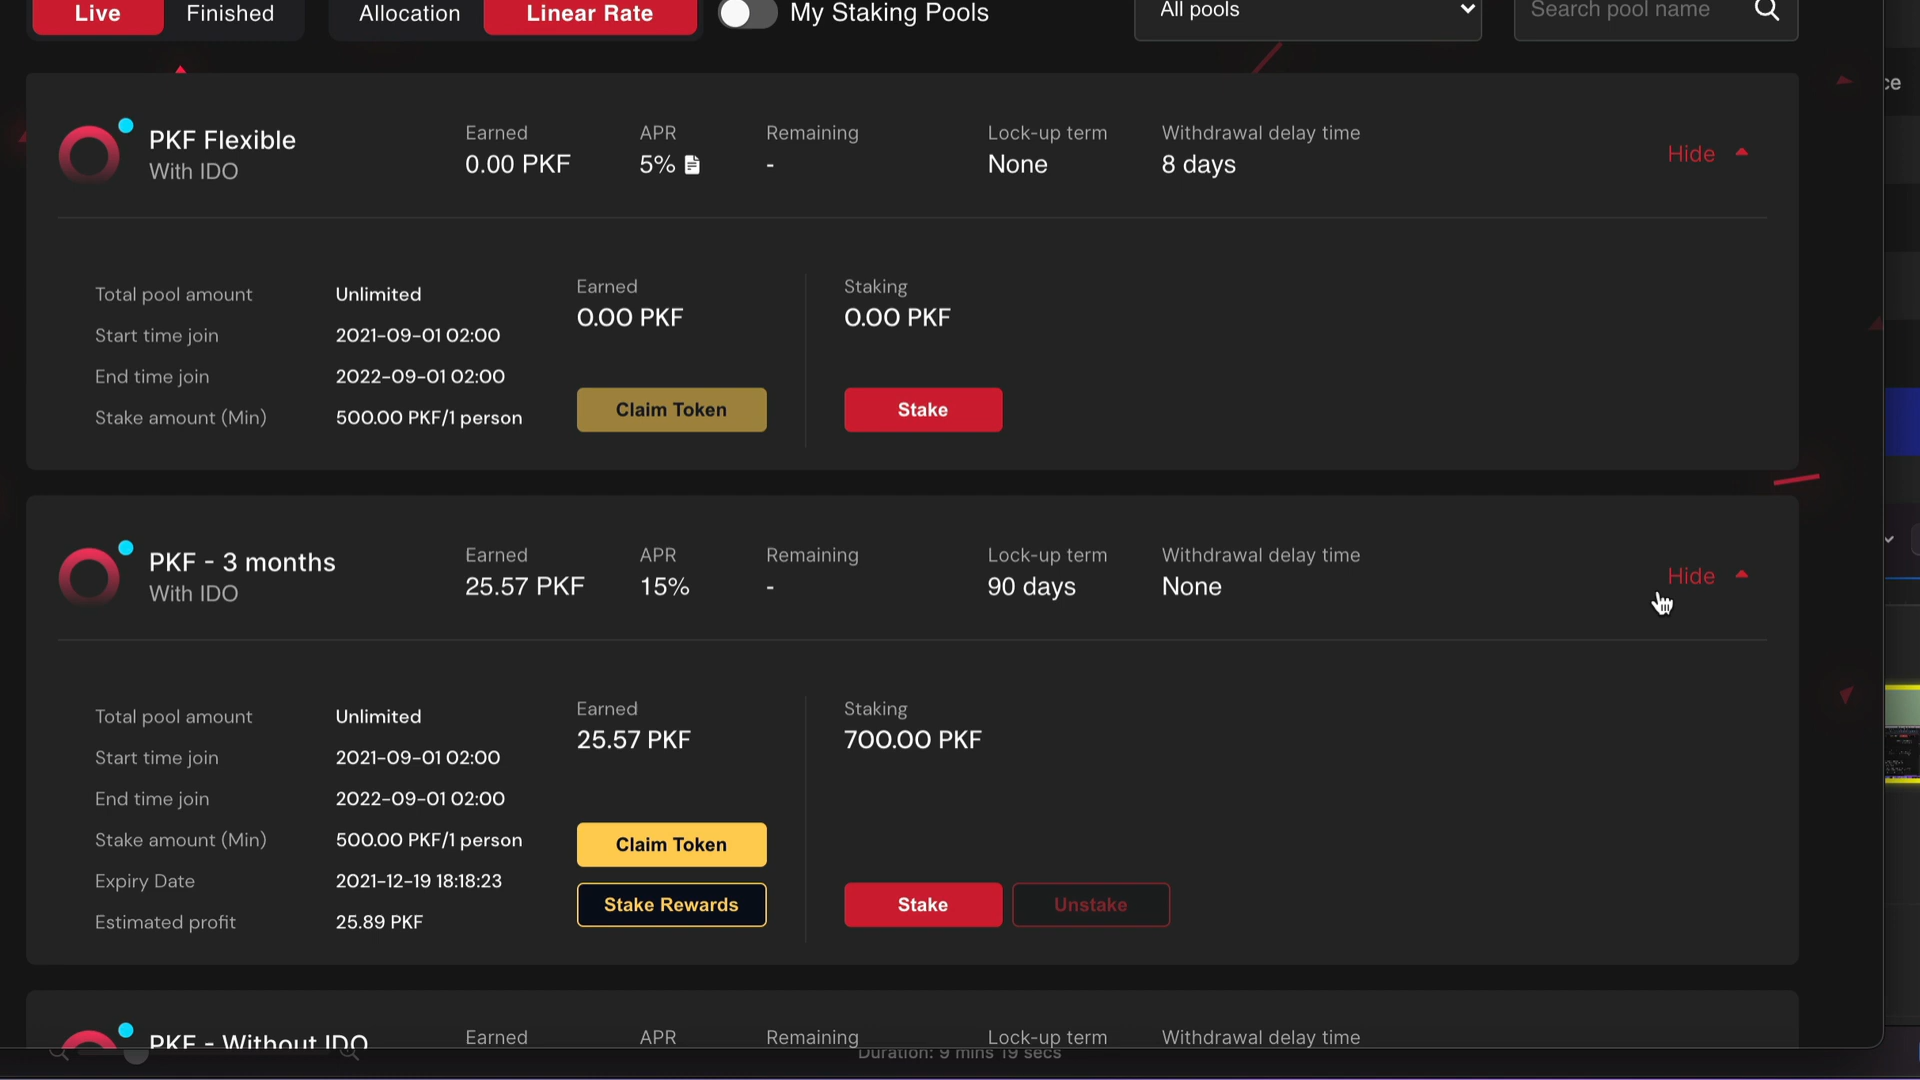 Live
Finished
Allocation
Linear Rate
My Staking Pools
All pools
Search pool name
PKF Flexible
With IDO
Earned
0.00 PKF
APR
5%
Remaining
-
Lock-up term
None
Withdrawal delay time
8 days
Hide
Total pool amount
Unlimited
Start time join
2021-09-01 02:00
End time join
2022-09-01 02:00
Stake amount (Min)
500.00 PKF/1 person
Earned
0.00 PKF
Claim Token
Staking
0.00 PKF
Stake
PKF - 3 months
With IDO
Earned
25.57 PKF
APR
15%
Remaining
-
Lock-up term
90 days
Withdrawal delay time
None
Hide
Total pool amount
Unlimited
Start time join
2021-09-01 02:00
End time join
2022-09-01 02:00
Stake amount (Min)
500.00 PKF/1 person
Expiry Date
2021-12-19 18:18:23
Estimated profit
25.89 PKF
Earned
25.57 PKF
Claim Token
Stake Rewards
Staking
700.00 PKF
Stake
Unstake
PKF - Without IDO
Earned
APR
Remaining
Lock-up term
Withdrawal delay time
Duration: 9 mins 19 secs